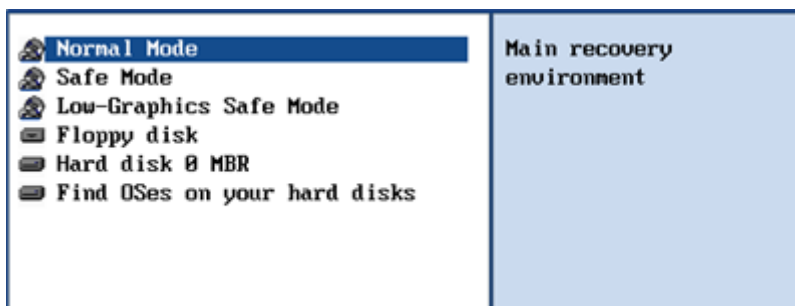 Normal Mode
Safe Mode
Low-Graphics Safe Mode
Floppy disk
Hard disk 0 MBR
Find OSes on your hard disks
Main recovery
environment